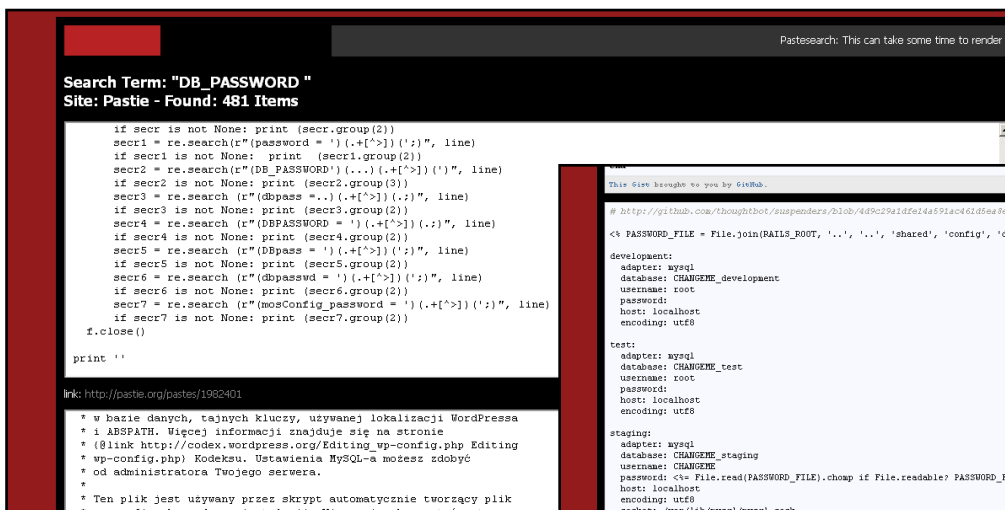 Pastesearch: This can take some time to render
Search Term: "DB_PASSWORD "
Site: Pastie - Found: 481 Items
if secr is not None: print (secr.group(2))
secr1 = re.search(r"(password = ')(.+[^>])(';)", line)
if secr1 is not None:  print  (secr1.group(2))
secr2 = re.search(r"(DB_PASSWORD')(...)(.+[^>])(')", line)
if secr2 is not None: print (secr2.group(3))
secr3 = re.search (r"(dbpass =..)(.+[^>])(.;)", line)
if secr3 is not None: print (secr3.group(2))
secr4 = re.search (r"(DBPASSWORD = ')(.+[^>])(.;)", line)
if secr4 is not None: print (secr4.group(2))
secr5 = re.search (r"(DBpass = ')(.+[^>])(';)", line)
if secr5 is not None: print (secr5.group(2))
secr6 = re.search (r"(dbpasswd = ')(.+[^>])(';)", line)
if secr6 is not None: print (secr6.group(2))
secr7 = re.search (r"(mosConfig_password = ')(.+[^>])(';)", line)
if secr7 is not None: print (secr7.group(2))
f.close()
print ''
link: http://pastie.org/pastes/1982401
* w bazie danych, tajnych kluczy, używanej lokalizacji WordPressa
* i ABSPATH. Więcej informacji znajduje się na stronie
* {@link http://codex.wordpress.org/Editing_wp-config.php Editing
* wp-config.php} Kodeksu. Ustawienia MySQL-a możesz zdobyć
* od administratora Twojego serwera.
*
* Ten plik jest używany przez skrypt automatycznie tworzący plik
This Gist brought to you by GitHub.
# http://github.com/thoughtbot/suspenders/blob/4d9c29a1dfe14a591ac461d5ea8
<% PASSWORD_FILE = File.join(RAILS_ROOT, '..', '..', 'shared', 'config', '
development:
adapter: mysql
database: CHANGEME_development
username: root
password:
host: localhost
encoding: utf8
test:
adapter: mysql
database: CHANGEME_test
username: root
password:
host: localhost
encoding: utf8
staging:
adapter: mysql
database: CHANGEME_staging
username: CHANGEME
password: <%= File.read(PASSWORD_FILE).chomp if File.readable? PASSWORD_
host: localhost
encoding: utf8